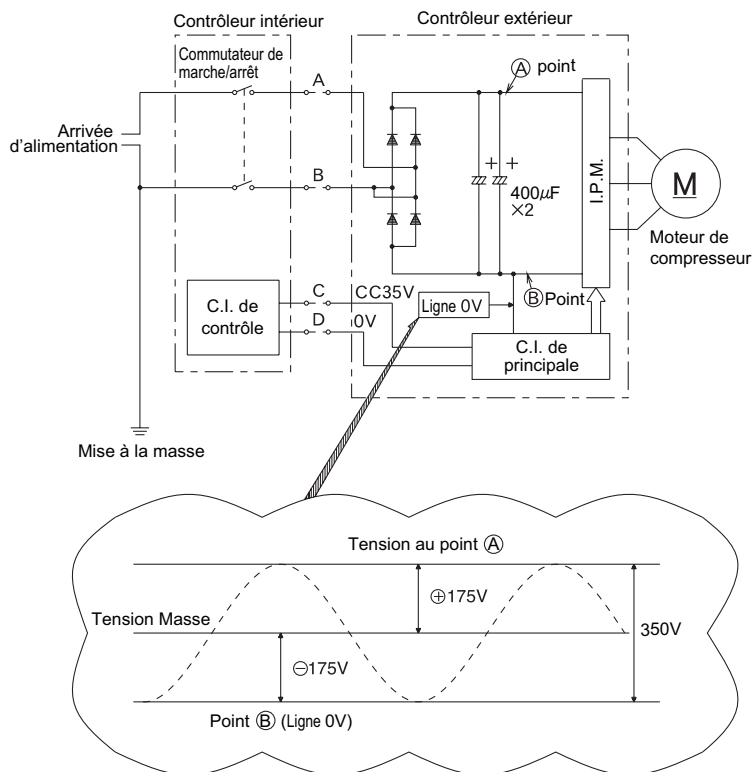 Contrôleur intérieur
Contrôleur extérieur
Commutateur de
marche/arrêt
A
Ⓐ point
Arrivée
d'alimentation
B
+ +
400μF
×2
I.P.M.
M
Moteur de
compresseur
C.I. de
contrôle
C
CC35V
D
0V
Ligne 0V
Ⓑ Point
C.I. de
principale
Mise à la masse
Tension au point Ⓐ
⊕175V
Tension Masse
350V
⊖175V
Point Ⓑ (Ligne 0V)